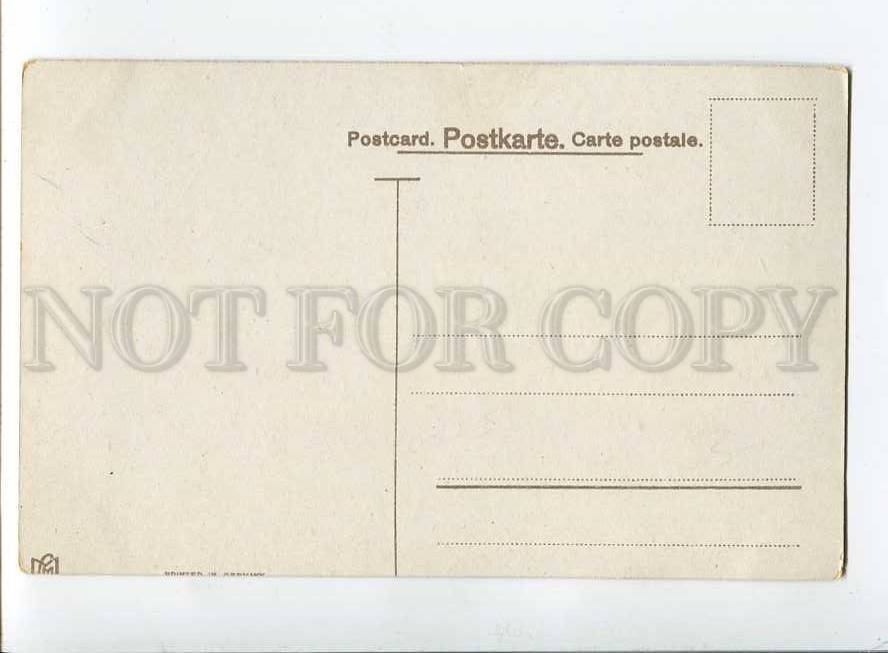 Postcard. Postkarte. Carte postale.
NOT FOR COPY
PRINTED IN GERMANY